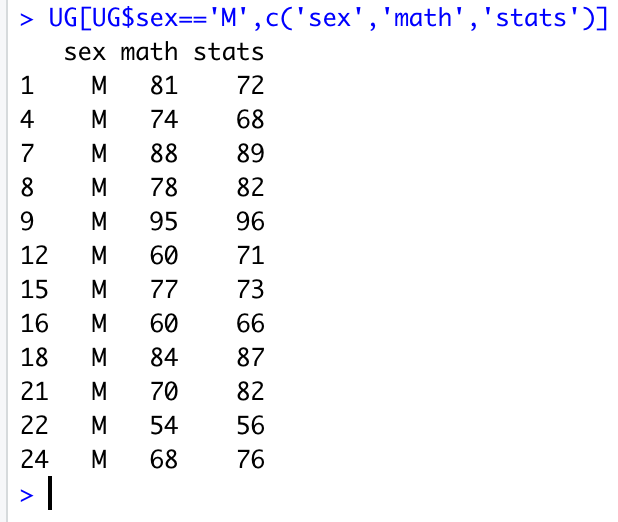 > UG[UG$sex=='M',c('sex','math','stats')]
sex math stats
1 M 81 72
4 M 74 68
7 M 88 89
8 M 78 82
9 M 95 96
12 M 60 71
15 M 77 73
16 M 60 66
18 M 84 87
21 M 70 82
22 M 54 56
24 M 68 76
>